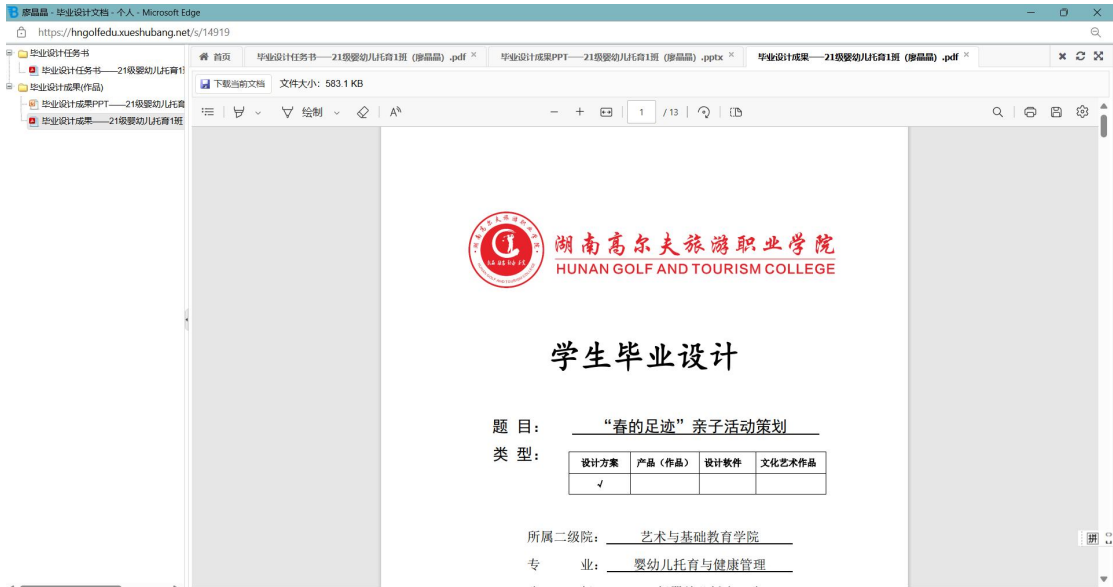 廖晶晶 - 毕业设计文档 - 个人 - Microsoft Edge
https://hngolfedu.xueshubang.net/s/14919
毕业设计任务书
毕业设计任务书——21级婴幼儿托育1班
毕业设计成果(作品)
毕业设计成果PPT——21级婴幼儿托育
毕业设计成果——21级婴幼儿托育1班
首页
毕业设计任务书——21级婴幼儿托育1班 (廖晶晶) .pdf
毕业设计成果PPT——21级婴幼儿托育1班 (廖晶晶) .pptx
毕业设计成果——21级婴幼儿托育1班 (廖晶晶) .pdf
下载当前文档 文件大小: 583.1 KB
绘制
1 / 13
湖南高尔夫旅游职业学院
HUNAN GOLF AND TOURISM COLLEGE
学生毕业设计
题 目: “春的足迹”亲子活动策划
类 型:
设计方案 产品（作品） 设计软件 文化艺术作品
√
所属二级院: 艺术与基础教育学院
专 业: 婴幼儿托育与健康管理
拼